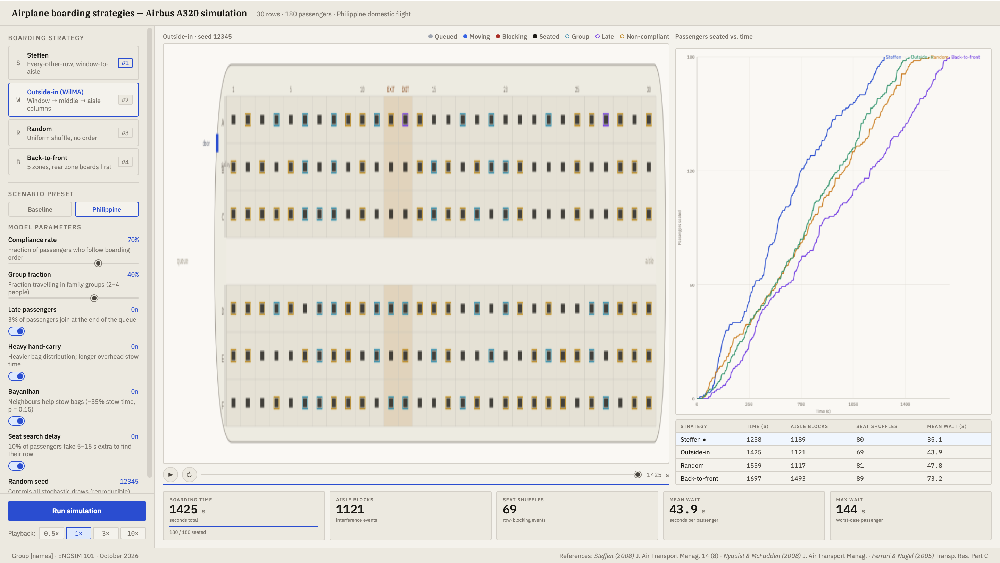 Airplane boarding strategies — Airbus A320 simulation
30 rows · 180 passengers · Philippine domestic flight
BOARDING STRATEGY
S
Steffen
Every-other-row, window-to-
aisle
#1
W
Outside-in (WilMA)
Window → middle → aisle
columns
#2
R
Random
Uniform shuffle, no order
#3
B
Back-to-front
5 zones, rear zone boards first
#4
SCENARIO PRESET
Baseline
Philippine
MODEL PARAMETERS
Compliance rate 70%
Fraction of passengers who follow boarding
order
Group fraction 40%
Fraction travelling in family groups (2–4
people)
Late passengers On
3% of passengers join at the end of the queue
Heavy hand-carry On
Heavier bag distribution; longer overhead stow
time
Bayanihan On
Neighbours help stow bags (−35% stow time,
p = 0.15)
Seat search delay On
10% of passengers take 5–15 s extra to find
their row
Random seed 12345
Controls all stochastic draws (reproducible)
Run simulation
Playback: 0.5× 1× 3× 10×
Outside-in · seed 12345
Queued Moving Blocking Seated Group Late Non-compliant
1 5 10 EXIT EXIT 15 20 25 30
A
door
B
C
queue
aisle
D
E
F
1425 s
Passengers seated vs. time
180
Steffen Outside-in Random Back-to-front
120
Passengers seated
60
0
0 350 700 1050 1400
Time (s)
STRATEGY TIME (S) AISLE BLOCKS SEAT SHUFFLES MEAN WAIT (S)
Steffen ● 1258 1189 80 35.1
Outside-in 1425 1121 69 43.9
Random 1559 1117 81 47.8
Back-to-front 1697 1493 89 73.2
BOARDING TIME
1425 s
seconds total
180 / 180 seated
AISLE BLOCKS
1121
interference events
SEAT SHUFFLES
69
row-blocking events
MEAN WAIT
43.9 s
seconds per passenger
MAX WAIT
144 s
worst-case passenger
Group [names] · ENGSIM 101 · October 2026
References: Steffen (2008) J. Air Transport Manag. 14 (8) · Nyquist & McFadden (2008) J. Air Transport Manag. · Ferrari & Nagel (2005) Transp. Res. Part C